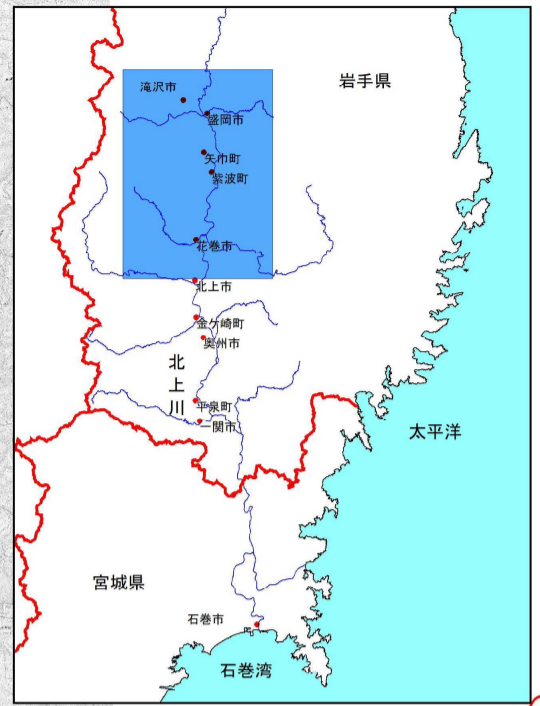 岩手県
滝沢市
盛岡市
矢巾町
紫波町
花巻市
北上市
金ケ崎町
奥州市
北上川
平泉町
一関市
太平洋
宮城県
石巻市
石巻湾